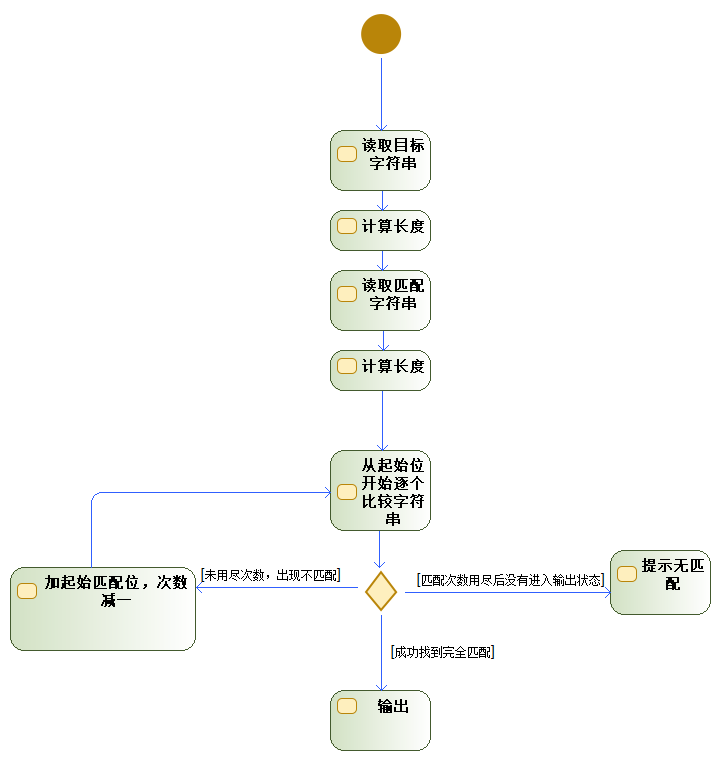 读取目标
字符串
计算长度
读取匹配
字符串
计算长度
从起始位
开始逐个
比较字符
串
[未用尽次数，出现不匹配]
[匹配次数用尽后没有进入输出状态]
加起始匹配位，次数
减一
提示无匹
配
[成功找到完全匹配]
输出